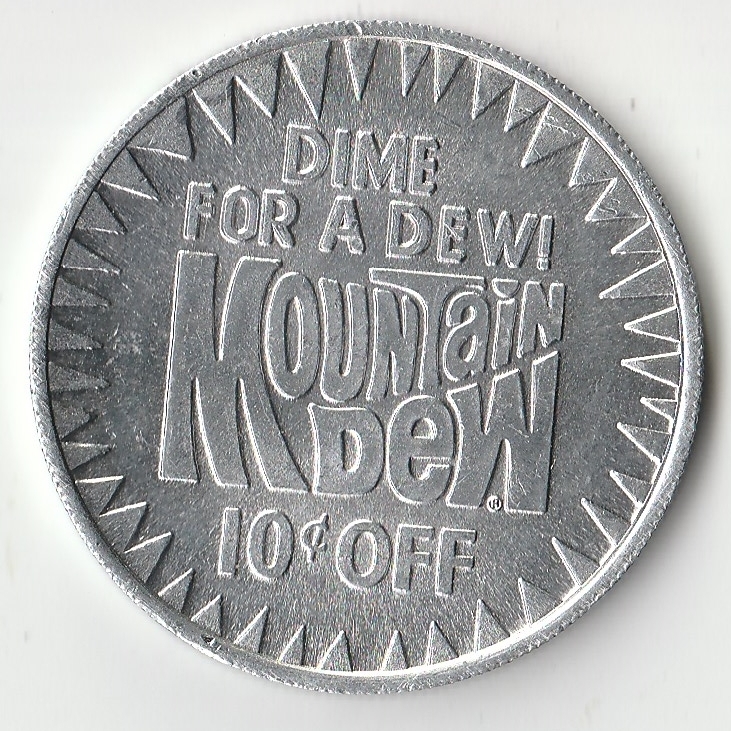 DIME
FOR A DEW!
MOUNTaiN
DeW®
10¢ OFF